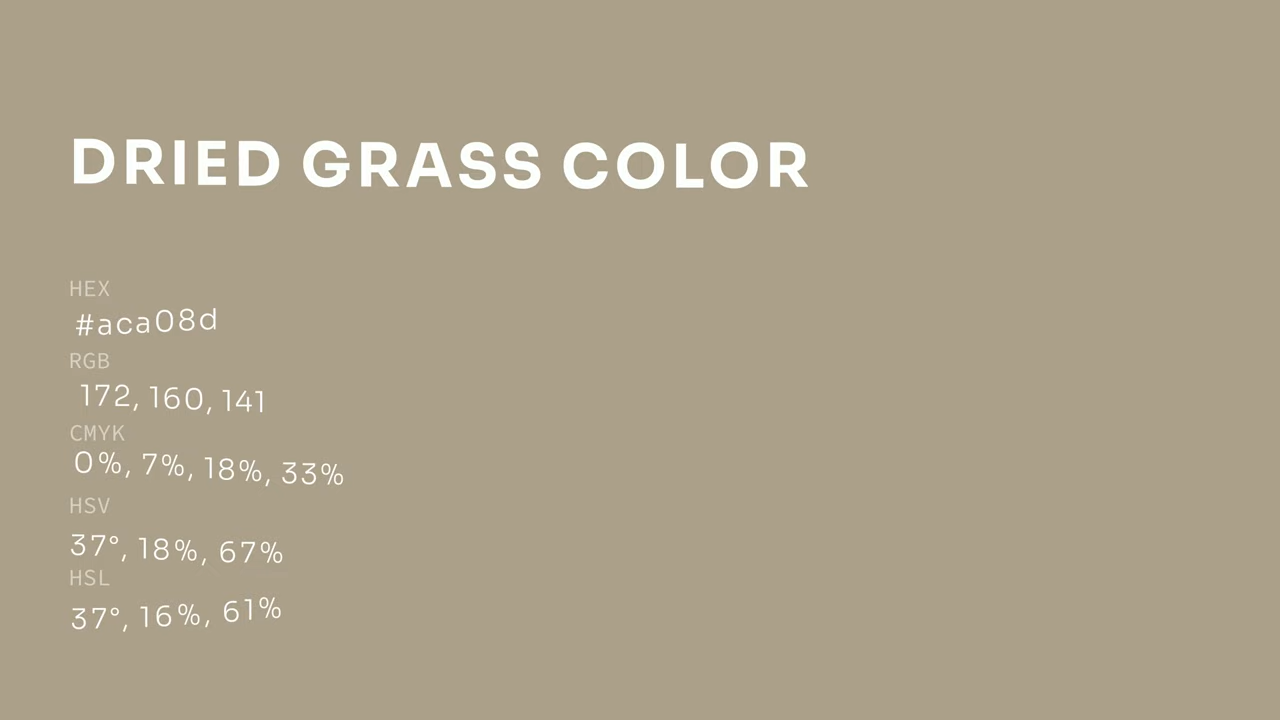 DRIED GRASS COLOR
HEX
#aca08d
RGB
172, 160, 141
CMYK
0%, 7%, 18%, 33%
HSV
37°, 18%, 67%
HSL
37°, 16%, 61%